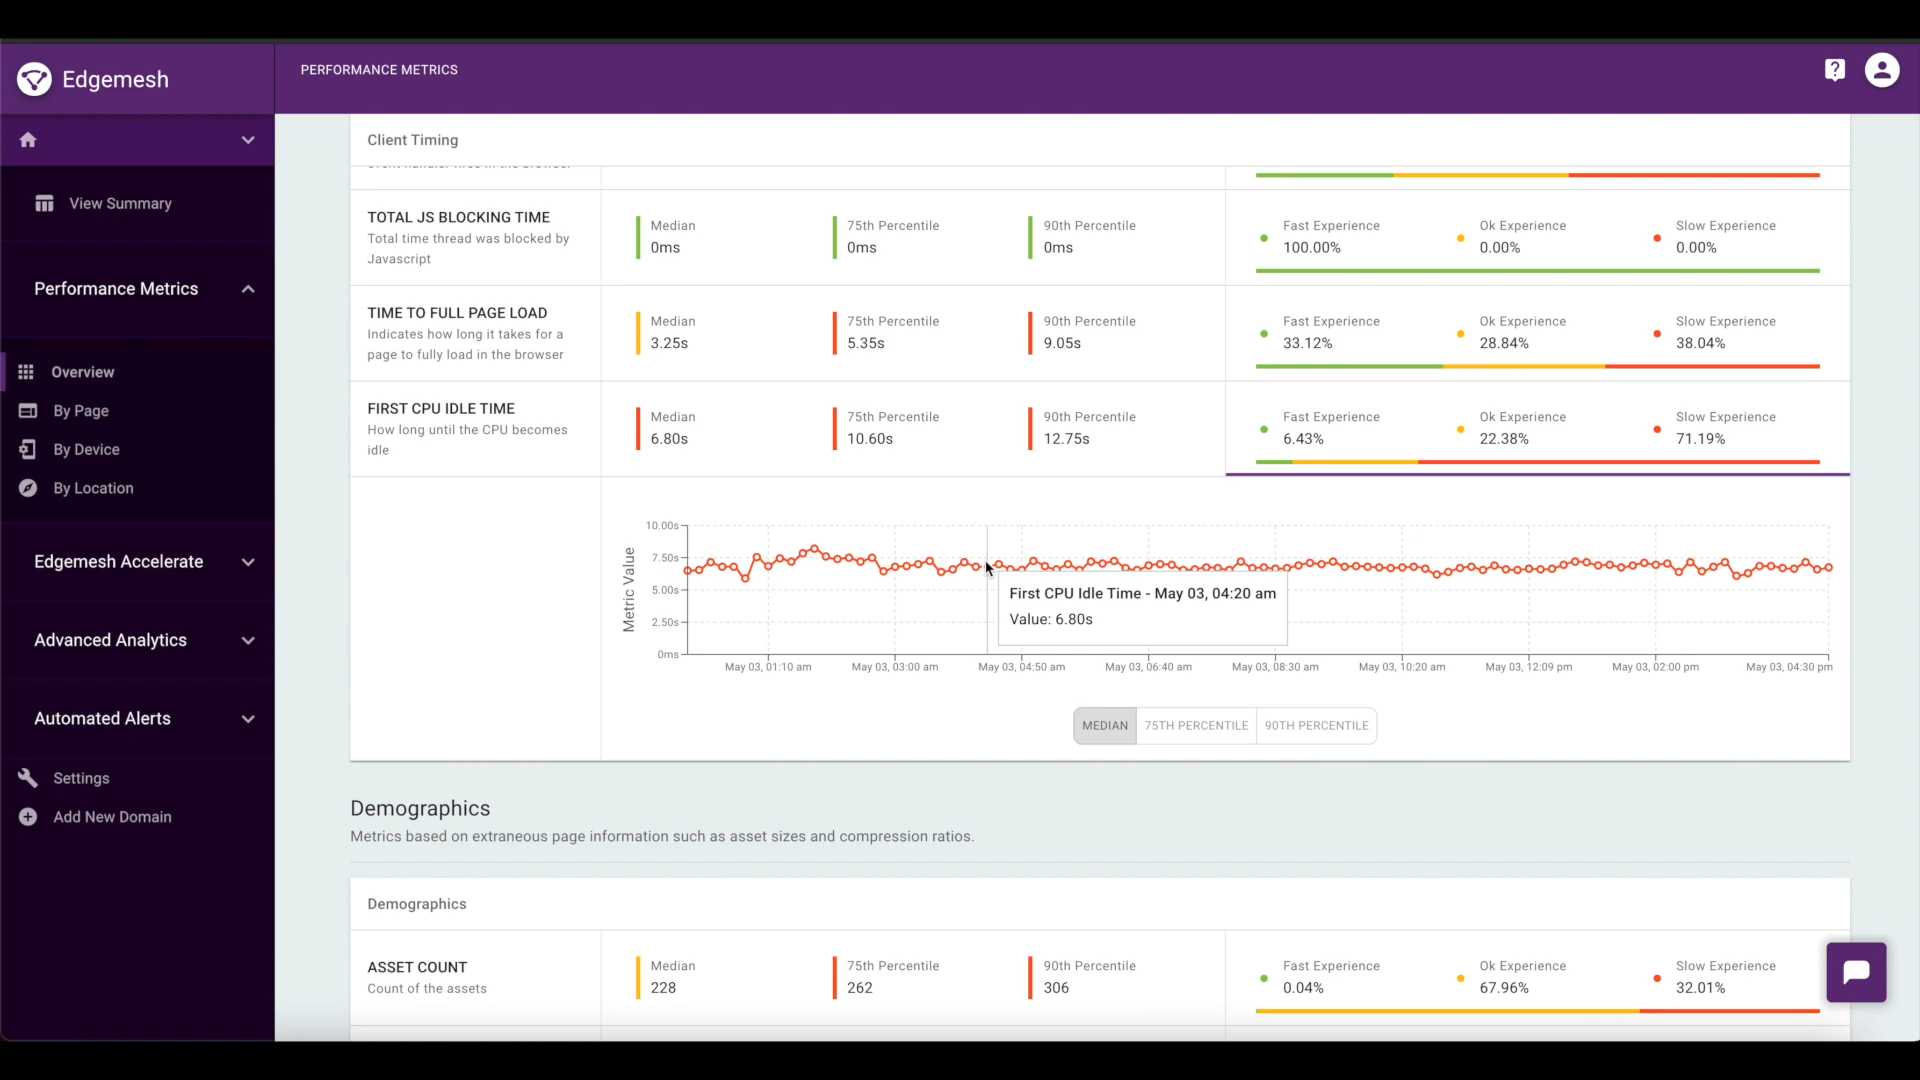 Edgemesh
PERFORMANCE METRICS
View Summary
Performance Metrics
Overview
By Page
By Device
By Location
Edgemesh Accelerate
Advanced Analytics
Automated Alerts
Settings
Add New Domain
Client Timing
TOTAL JS BLOCKING TIME
Total time thread was blocked by
Javascript
Median
0ms
75th Percentile
0ms
90th Percentile
0ms
Fast Experience
100.00%
Ok Experience
0.00%
Slow Experience
0.00%
TIME TO FULL PAGE LOAD
Indicates how long it takes for a
page to fully load in the browser
Median
3.25s
75th Percentile
5.35s
90th Percentile
9.05s
Fast Experience
33.12%
Ok Experience
28.84%
Slow Experience
38.04%
FIRST CPU IDLE TIME
How long until the CPU becomes
idle
Median
6.80s
75th Percentile
10.60s
90th Percentile
12.75s
Fast Experience
6.43%
Ok Experience
22.38%
Slow Experience
71.19%
Metric Value
10.00s
7.50s
5.00s
2.50s
0ms
First CPU Idle Time - May 03, 04:20 am
Value: 6.80s
May 03, 01:10 am
May 03, 03:00 am
May 03, 04:50 am
May 03, 06:40 am
May 03, 08:30 am
May 03, 10:20 am
May 03, 12:09 pm
May 03, 02:00 pm
May 03, 04:30 pm
MEDIAN
75TH PERCENTILE
90TH PERCENTILE
Demographics
Metrics based on extraneous page information such as asset sizes and compression ratios.
Demographics
ASSET COUNT
Count of the assets
Median
228
75th Percentile
262
90th Percentile
306
Fast Experience
0.04%
Ok Experience
67.96%
Slow Experience
32.01%